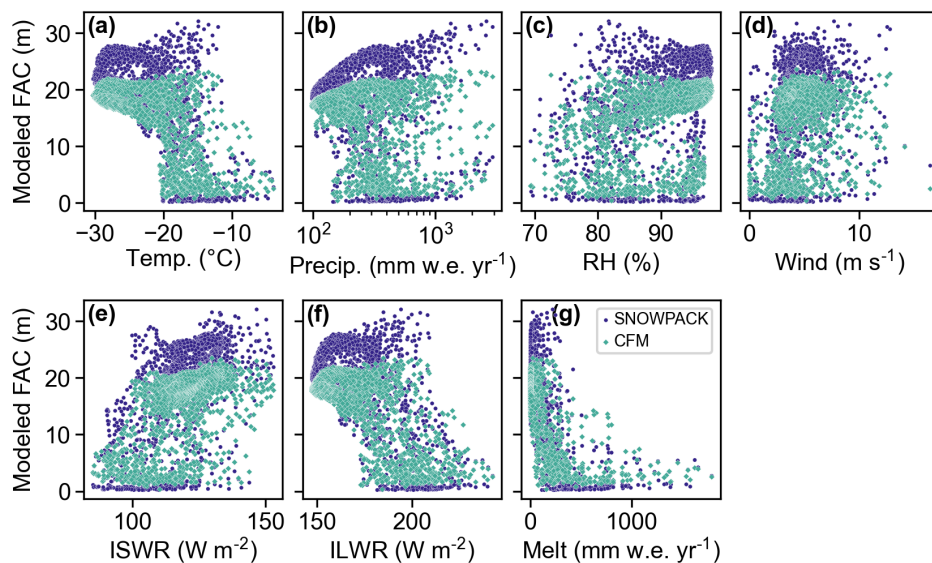 (a) (b) (c) (d)
Modeled FAC (m)
30
20
10
0
−30 −20 −10
10² 10³
70 80 90
0 10
Temp. (°C)
Precip. (mm w.e. yr⁻¹)
RH (%)
Wind (m s⁻¹)
(e) (f) (g)
SNOWPACK
CFM
Modeled FAC (m)
30
20
10
0
100 150
150 200
0 1000
ISWR (W m⁻²)
ILWR (W m⁻²)
Melt (mm w.e. yr⁻¹)